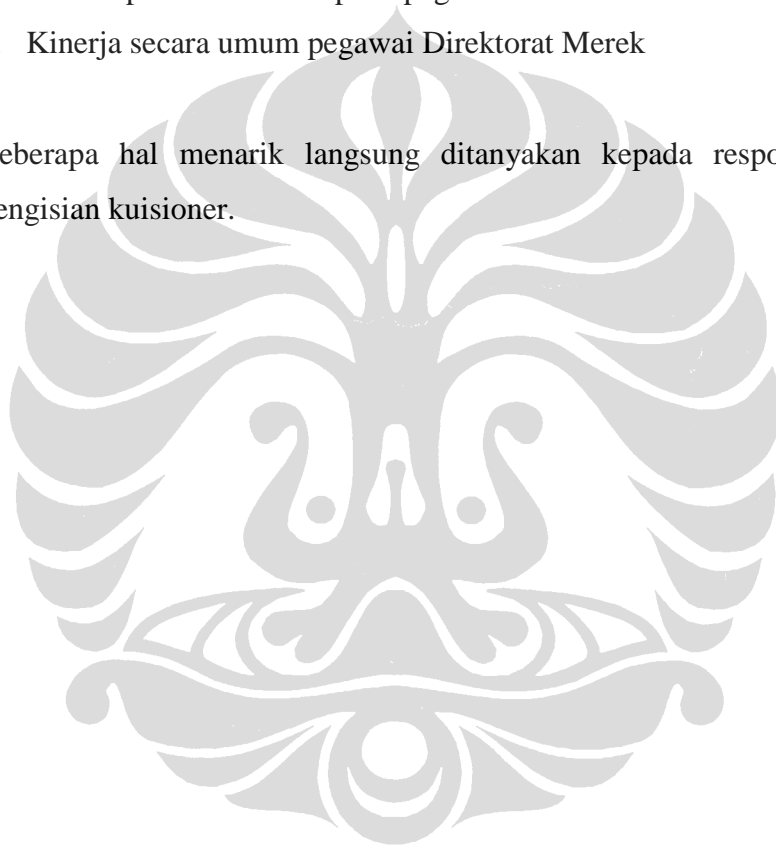 Kinerja secara umum pegawai Direktorat Merek
eberapa hal menarik langsung ditanyakan kepada respo
engisian kuisioner.